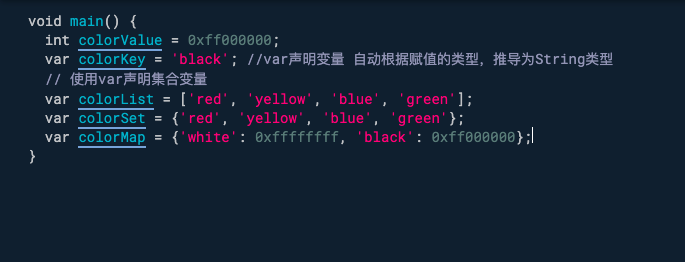 void main() {
  int colorValue = 0xff000000;
  var colorKey = 'black'; //var声明变量 自动根据赋值的类型，推导为String类型
  // 使用var声明集合变量
  var colorList = ['red', 'yellow', 'blue', 'green'];
  var colorSet = {'red', 'yellow', 'blue', 'green'};
  var colorMap = {'white': 0xffffffff, 'black': 0xff000000};
}